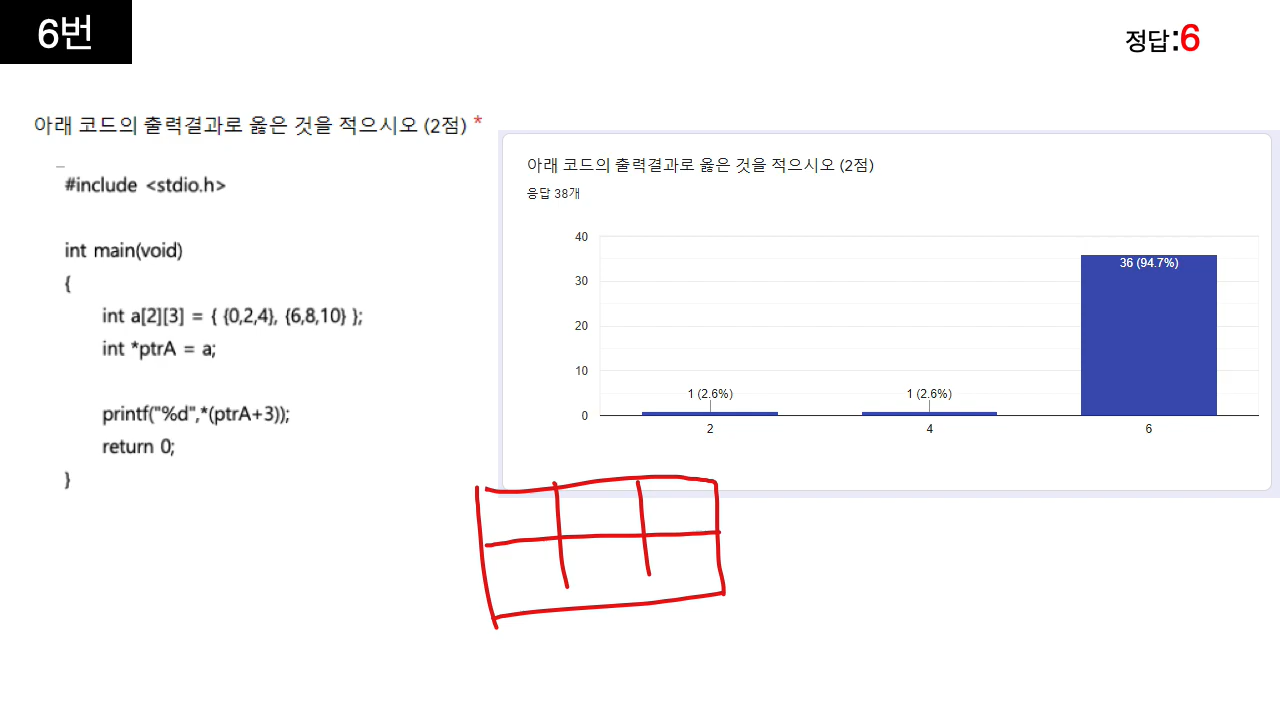 6번
정답:6
아래 코드의 출력결과로 옳은 것을 적으시오 (2점) *
#include <stdio.h>
int main(void)
{
int a[2][3] = { {0,2,4}, {6,8,10} };
int *ptrA = a;
printf("%d",*(ptrA+3));
return 0;
}
아래 코드의 출력결과로 옳은 것을 적으시오 (2점)
응답 38개
40
30
20
10
0
1 (2.6%)
1 (2.6%)
36 (94.7%)
2
4
6